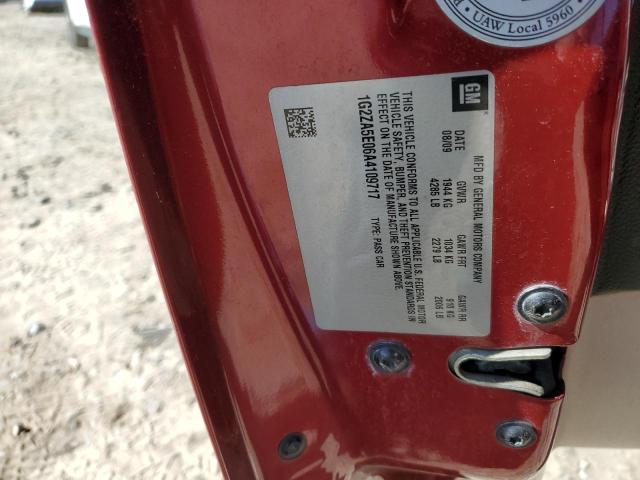 UAW Local 5960
GM
MFD BY GENERAL MOTORS COMPANY
DATE GVWR GAWR FRT GAWR RR
08/09 1944 KG 1034 KG 910 KG
4285 LB 2279 LB 2006 LB
THIS VEHICLE CONFORMS TO ALL APPLICABLE U.S. FEDERAL MOTOR
VEHICLE SAFETY, BUMPER, AND THEFT PREVENTION STANDARDS IN
EFFECT ON THE DATE OF MANUFACTURE SHOWN ABOVE.
1G2ZA5E06A4109717 TYPE: PASS CAR